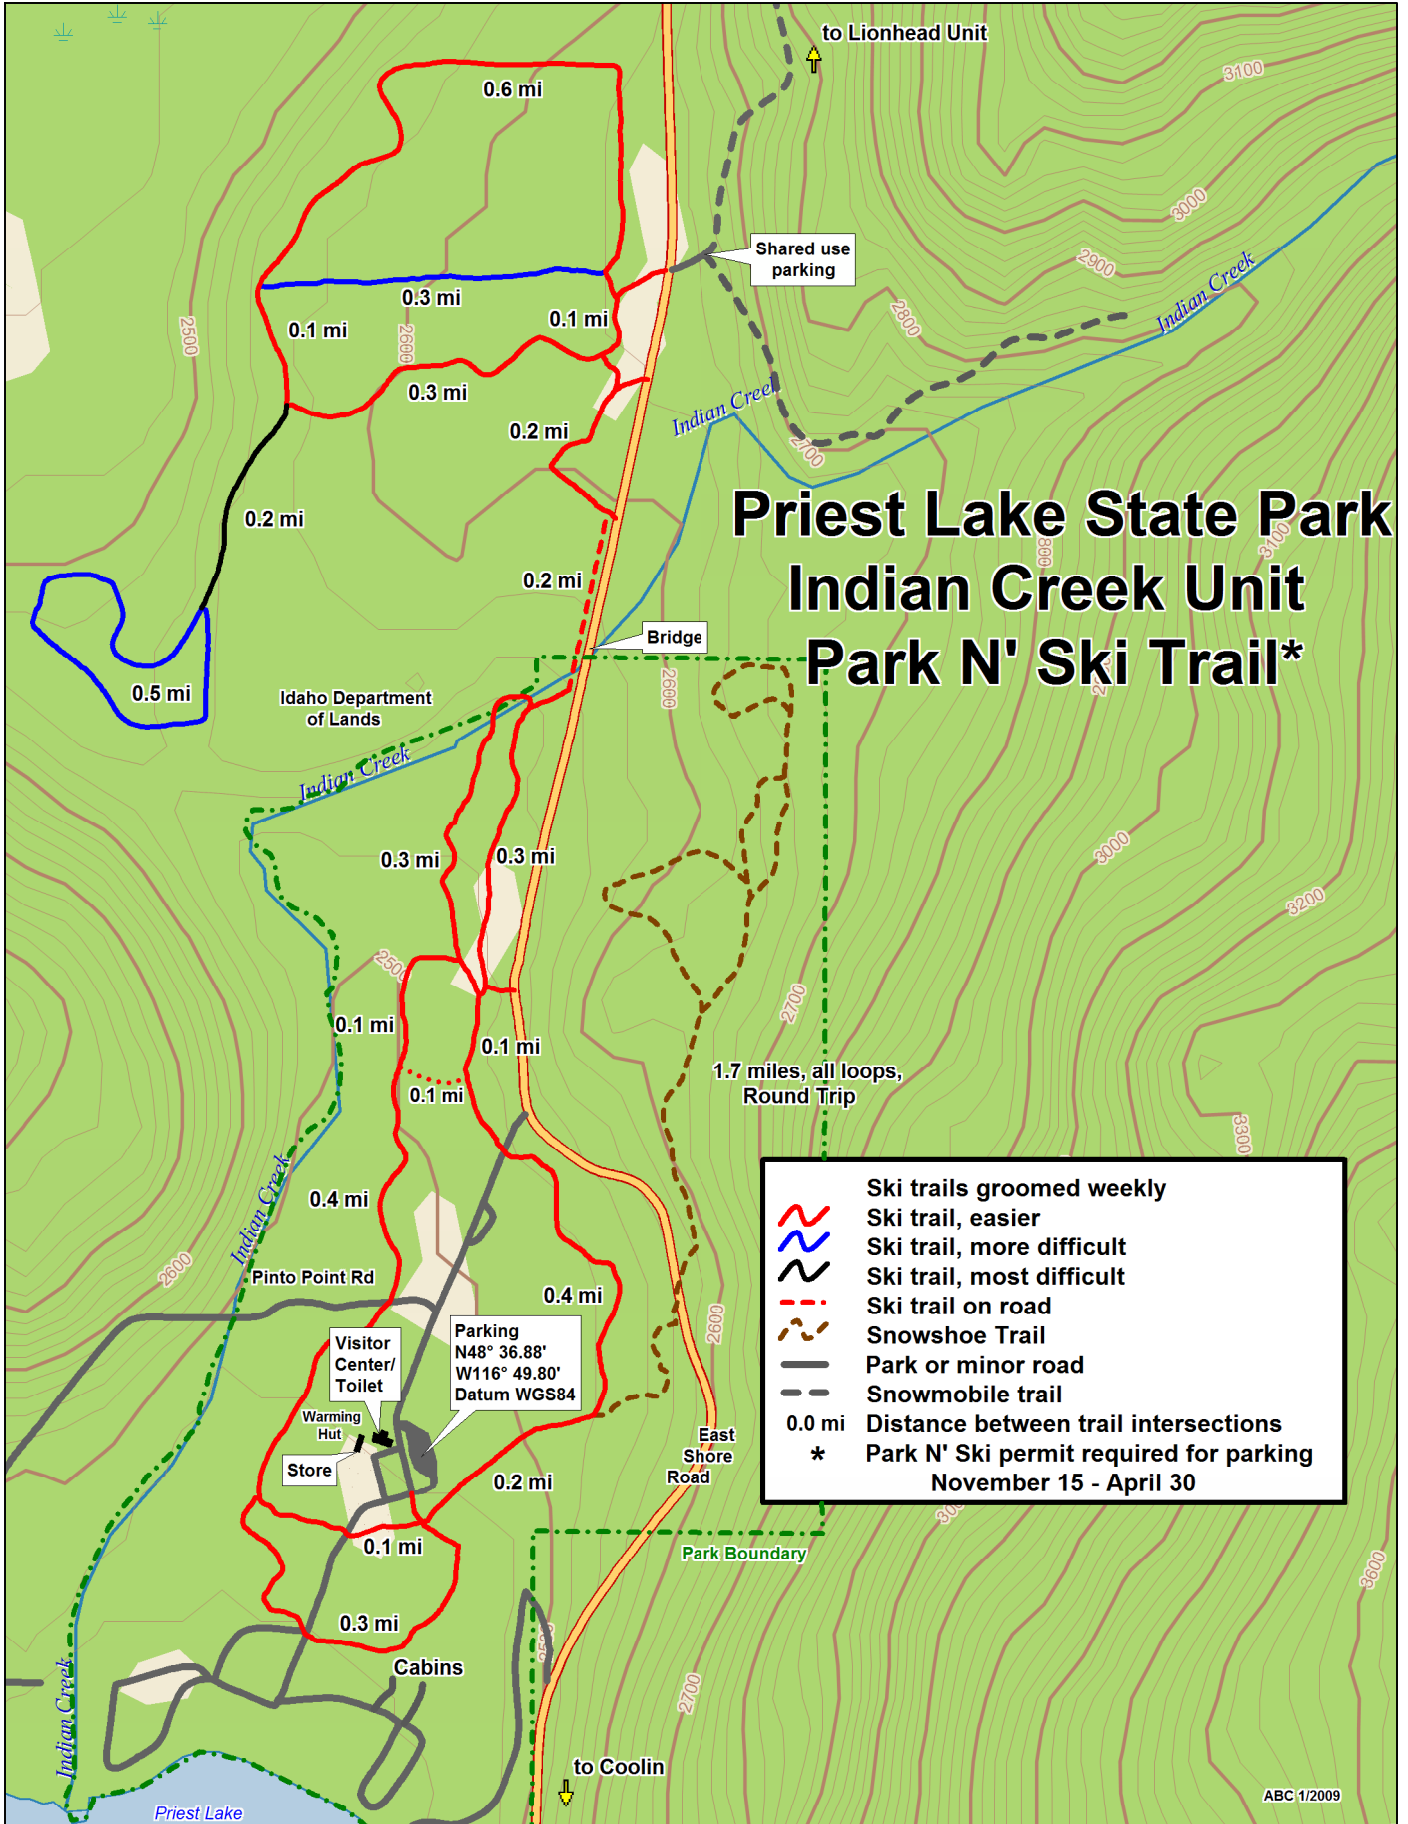 to Lionhead Unit
3100
0.6 mi
3000
Shared use
parking
2900
Indian Creek
0.3 mi
2800
0.1 mi
0.1 mi
2500
2600
0.3 mi
Indian Creek
0.2 mi
2700
Priest Lake State Park
Indian Creek Unit
Park N' Ski Trail*
0.2 mi
3100
800
0.2 mi
Bridge
2600
0.5 mi
Idaho Department
of Lands
Indian Creek
0.3 mi
0.3 mi
3000
3200
2500
2700
0.1 mi
0.1 mi
0.1 mi
1.7 miles, all loops,
Round Trip
3300
0.4 mi
Indian Creek
2600
Pinto Point Rd
0.4 mi
2600
Visitor
Center/
Toilet
Parking
N48° 36.88'
W116° 49.80'
Datum WGS84
Warming
Hut
Store
East
Shore
Road
0.2 mi
Ski trails groomed weekly
Ski trail, easier
Ski trail, more difficult
Ski trail, most difficult
Ski trail on road
Snowshoe Trail
Park or minor road
Snowmobile trail
0.0 mi Distance between trail intersections
* Park N' Ski permit required for parking
November 15 - April 30
0.1 mi
Park Boundary
3600
0.3 mi
Cabins
2700
Indian Creek
to Coolin
ABC 1/2009
Priest Lake